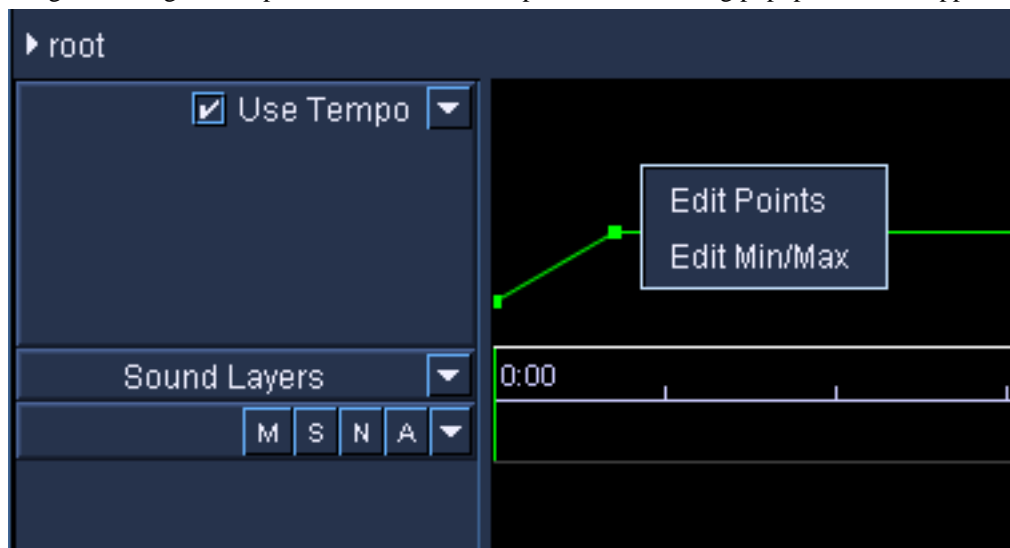 root
Use Tempo
Edit Points
Edit Min/Max
Sound Layers
0:00
M S N A